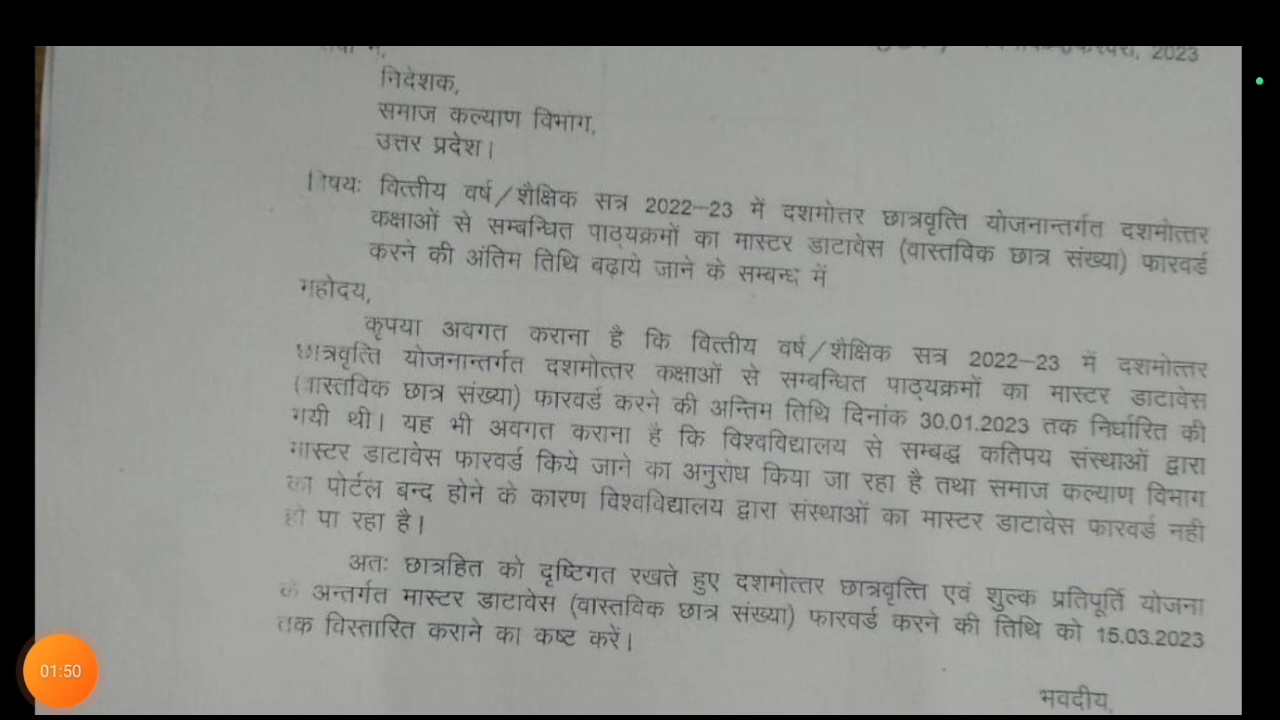 2023
निदेशक,
समाज कल्याण विभाग,
उत्तर प्रदेश।
विषयः वित्तीय वर्ष/शैक्षिक सत्र 2022–23 में दशमोत्तर छात्रवृत्ति योजनान्तर्गत दशमोत्तर
कक्षाओं से सम्बन्धित पाठ्यक्रमों का मास्टर डाटावेस (वास्तविक छात्र संख्या) फारवर्ड
करने की अंतिम तिथि बढ़ाये जाने के सम्बन्ध में
महोदय,
कृपया अवगत कराना है कि वित्तीय वर्ष/शैक्षिक सत्र 2022–23 में दशमोत्तर
छात्रवृत्ति योजनान्तर्गत दशमोत्तर कक्षाओं से सम्बन्धित पाठ्यक्रमों का मास्टर डाटावेस
(वास्तविक छात्र संख्या) फारवर्ड करने की अन्तिम तिथि दिनांक 30.01.2023 तक निर्धारित की
गयी थी। यह भी अवगत कराना है कि विश्वविद्यालय से सम्बद्ध कतिपय संस्थाओं द्वारा
मास्टर डाटावेस फारवर्ड किये जाने का अनुरोध किया जा रहा है तथा समाज कल्याण विभाग
का पोर्टल बन्द होने के कारण विश्वविद्यालय द्वारा संस्थाओं का मास्टर डाटावेस फारवर्ड नही
हो पा रहा है।
अतः छात्रहित को दृष्टिगत रखते हुए दशमोत्तर छात्रवृत्ति एवं शुल्क प्रतिपूर्ति योजना
के अन्तर्गत मास्टर डाटावेस (वास्तविक छात्र संख्या) फारवर्ड करने की तिथि को 15.03.2023
तक विस्तारित कराने का कष्ट करें।
भवदीय,
01:50